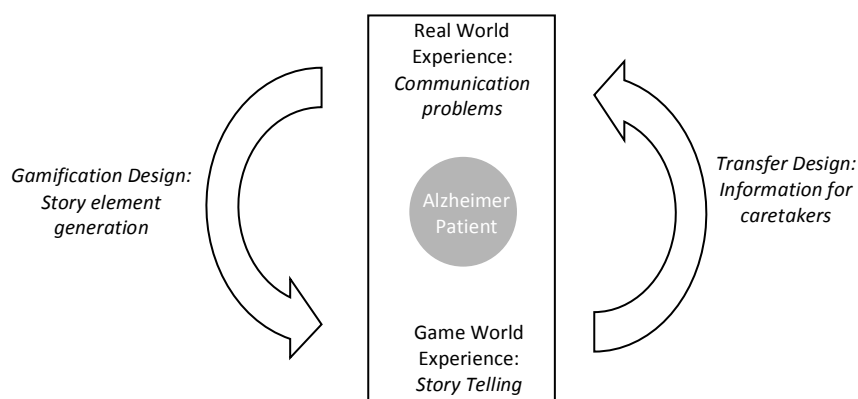 Real World
Experience:
Communication
problems
Gamification Design:
Story element
generation
Alzheimer
Patient
Transfer Design:
Information for
caretakers
Game World
Experience:
Story Telling